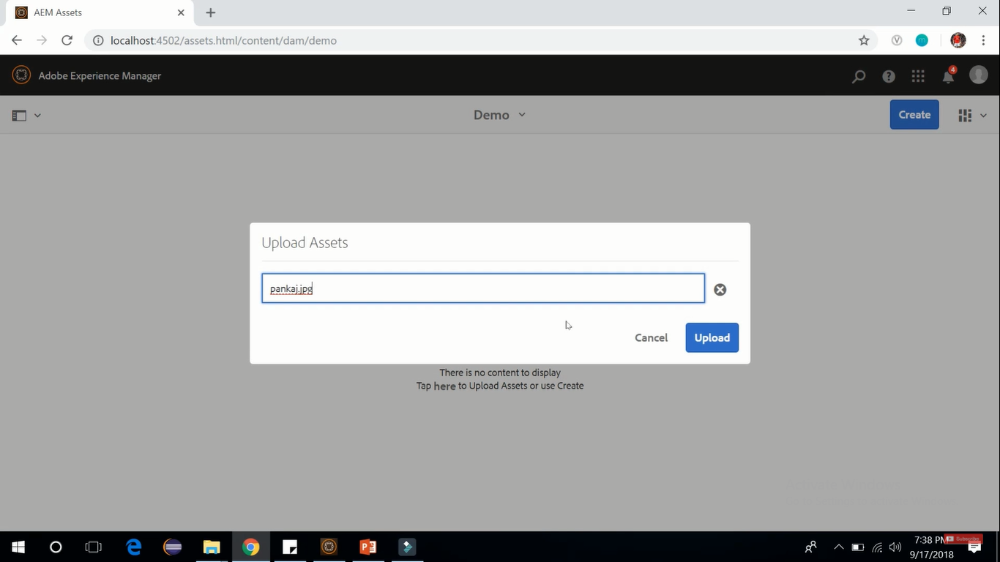 AEM Assets
localhost:4502/assets.html/content/dam/demo
Adobe Experience Manager
4
Demo
Create
Upload Assets
pankaj.jpg
Cancel
Upload
There is no content to display
Tap here to Upload Assets or use Create
7:38 PM
Subscribe
9/17/2018